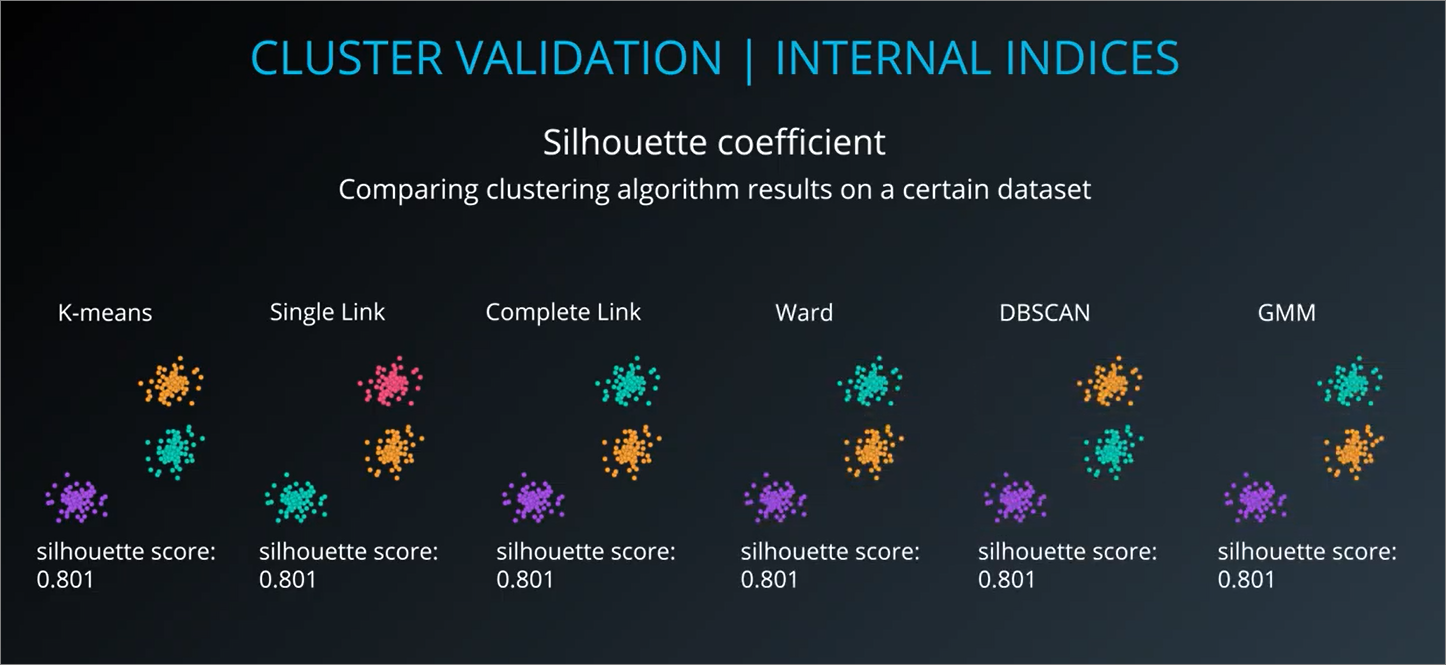 CLUSTER VALIDATION | INTERNAL INDICES
Silhouette coefficient
Comparing clustering algorithm results on a certain dataset
K-means
Single Link
Complete Link
Ward
DBSCAN
GMM
silhouette score:
0.801
silhouette score:
0.801
silhouette score:
0.801
silhouette score:
0.801
silhouette score:
0.801
silhouette score:
0.801